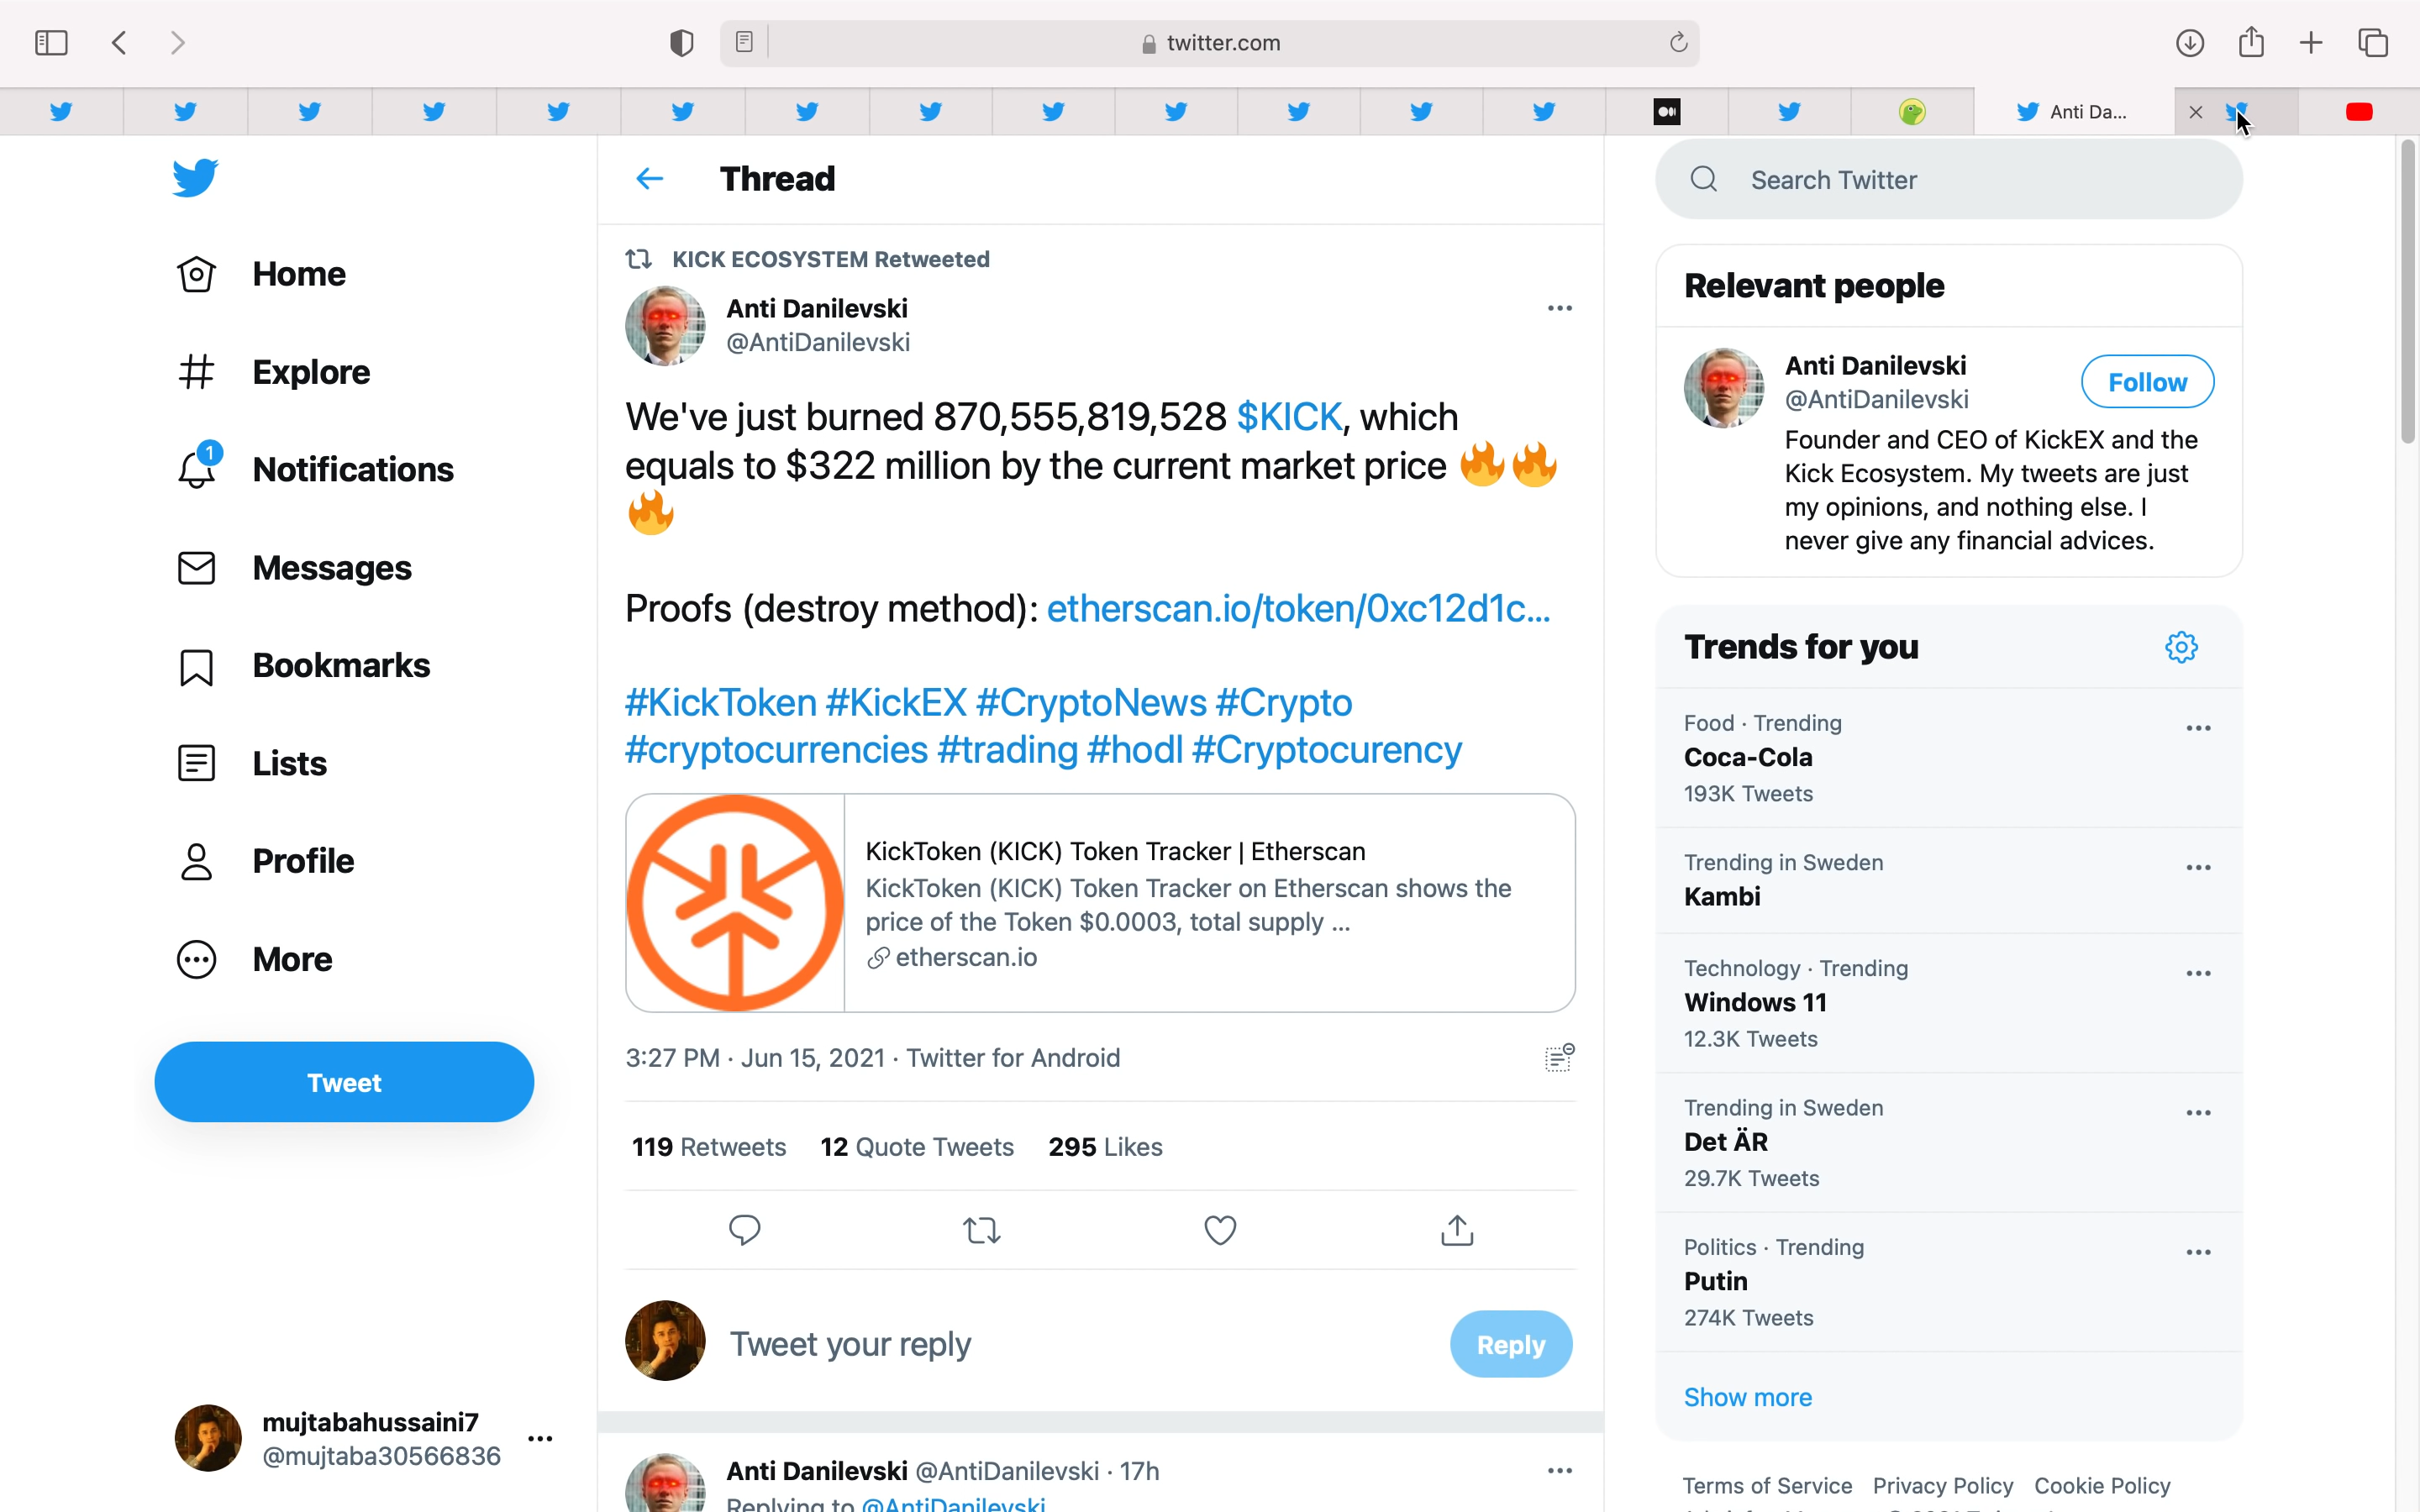 twitter.com
Anti Da...
Thread
Search Twitter
Home
Explore
1
Notifications
Messages
Bookmarks
Lists
Profile
More
Tweet
mujtabahussaini7
@mujtaba30566836
KICK ECOSYSTEM Retweeted
Anti Danilevski
@AntiDanilevski
We've just burned 870,555,819,528 $KICK, which
equals to $322 million by the current market price 🔥🔥
🔥
Proofs (destroy method): etherscan.io/token/0xc12d1c...
#KickToken #KickEX #CryptoNews #Crypto
#cryptocurrencies #trading #hodl #Cryptocurency
KickToken (KICK) Token Tracker | Etherscan
KickToken (KICK) Token Tracker on Etherscan shows the
price of the Token $0.0003, total supply ...
etherscan.io
3:27 PM · Jun 15, 2021 · Twitter for Android
119 Retweets 12 Quote Tweets 295 Likes
Tweet your reply
Reply
Anti Danilevski @AntiDanilevski · 17h
Replying to @AntiDanilevski
Relevant people
Anti Danilevski
@AntiDanilevski
Follow
Founder and CEO of KickEX and the
Kick Ecosystem. My tweets are just
my opinions, and nothing else. I
never give any financial advices.
Trends for you
Food · Trending
Coca-Cola
193K Tweets
Trending in Sweden
Kambi
Technology · Trending
Windows 11
12.3K Tweets
Trending in Sweden
Det ÄR
29.7K Tweets
Politics · Trending
Putin
274K Tweets
Show more
Terms of Service Privacy Policy Cookie Policy